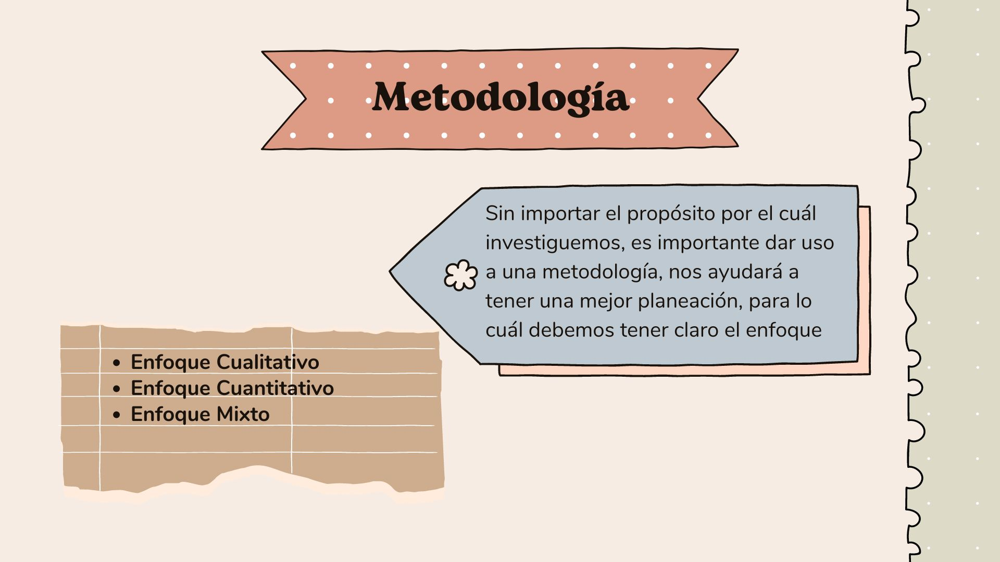 Metodología
Sin importar el propósito por el cuál
investiguemos, es importante dar uso
a una metodología, nos ayudará a
tener una mejor planeación, para lo
cuál debemos tener claro el enfoque
• Enfoque Cualitativo
• Enfoque Cuantitativo
• Enfoque Mixto